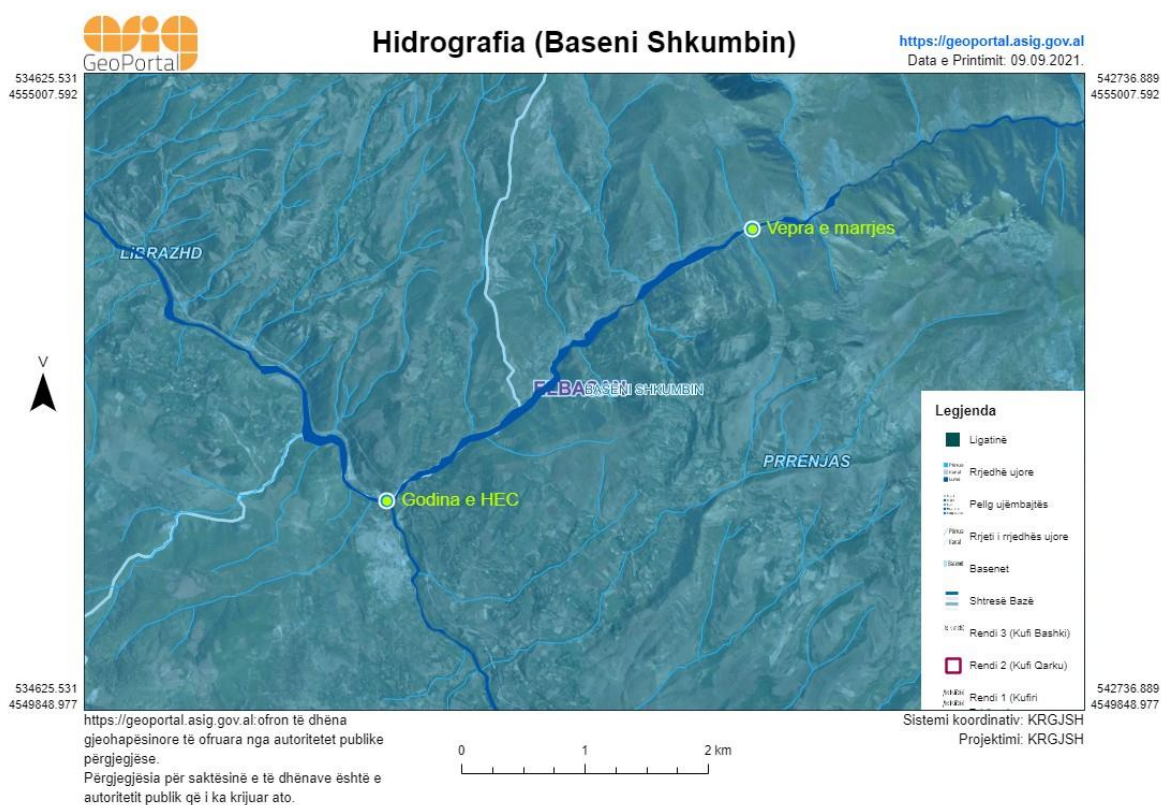 asig
GeoPortal
Hidrografia (Baseni Shkumbin)
https://geoportal.asig.gov.al
Data e Printimit: 09.09.2021.
534625.531
4555007.592
542736.889
4555007.592
LIBRAZHD
Vepra e marrjes
ELBASAN
BASENI SHKUMBIN
PRRENJAS
Godina e HEC
V
Legjenda
Ligatinë
Rrjedhë ujore
Pellg ujëmbajtës
Rrjeti i rrjedhës ujore
Basenet
Shtresë Bazë
Rendi 3 (Kufi Bashki)
Rendi 2 (Kufi Qarku)
Rendi 1 (Kufiri
534625.531
4549848.977
542736.889
4549848.977
https://geoportal.asig.gov.al:ofron të dhëna
gjeohapësinore të ofruara nga autoritetet publike
përgjegjëse.
Përgjegjësia për saktësinë e të dhënave është e
autoritetit publik që i ka krijuar ato.
0 1 2 km
Sistemi koordinativ: KRGJSH
Projektimi: KRGJSH